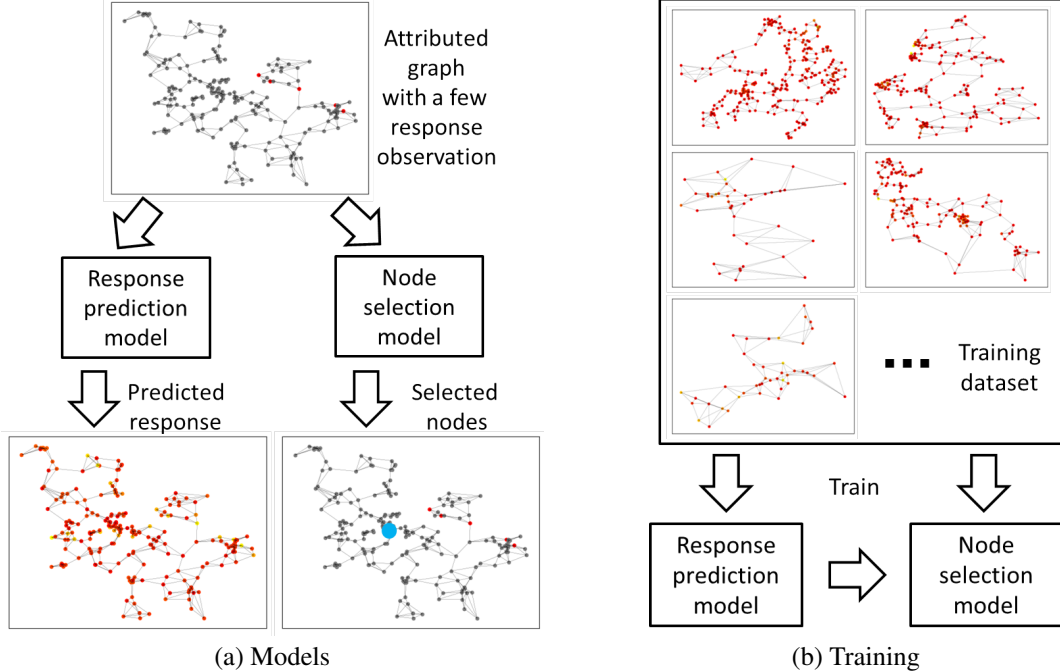 Attributed
graph
with a few
response
observation
Response
prediction
model
Node
selection
model
Predicted
response
Selected
nodes
(a) Models
Training
dataset
Train
Response
prediction
model
Node
selection
model
(b) Training